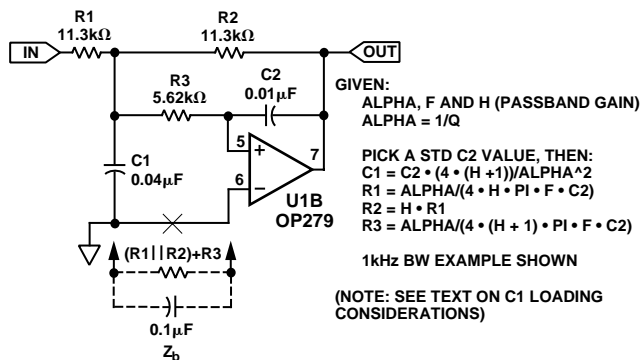 R1
11.3kΩ
R2
11.3kΩ
IN
OUT
R3
5.62kΩ
C2
0.01μF
C1
0.04μF
5
+
7
6
−
U1B
OP279
(R1||R2)+R3
0.1μF
Zb
GIVEN:
ALPHA, F AND H (PASSBAND GAIN)
ALPHA = 1/Q
PICK A STD C2 VALUE, THEN:
C1 = C2 • (4 • (H +1))/ALPHA^2
R1 = ALPHA/(4 • H • PI • F • C2)
R2 = H • R1
R3 = ALPHA/(4 • (H + 1) • PI • F • C2)
1kHz BW EXAMPLE SHOWN
(NOTE: SEE TEXT ON C1 LOADING
CONSIDERATIONS)